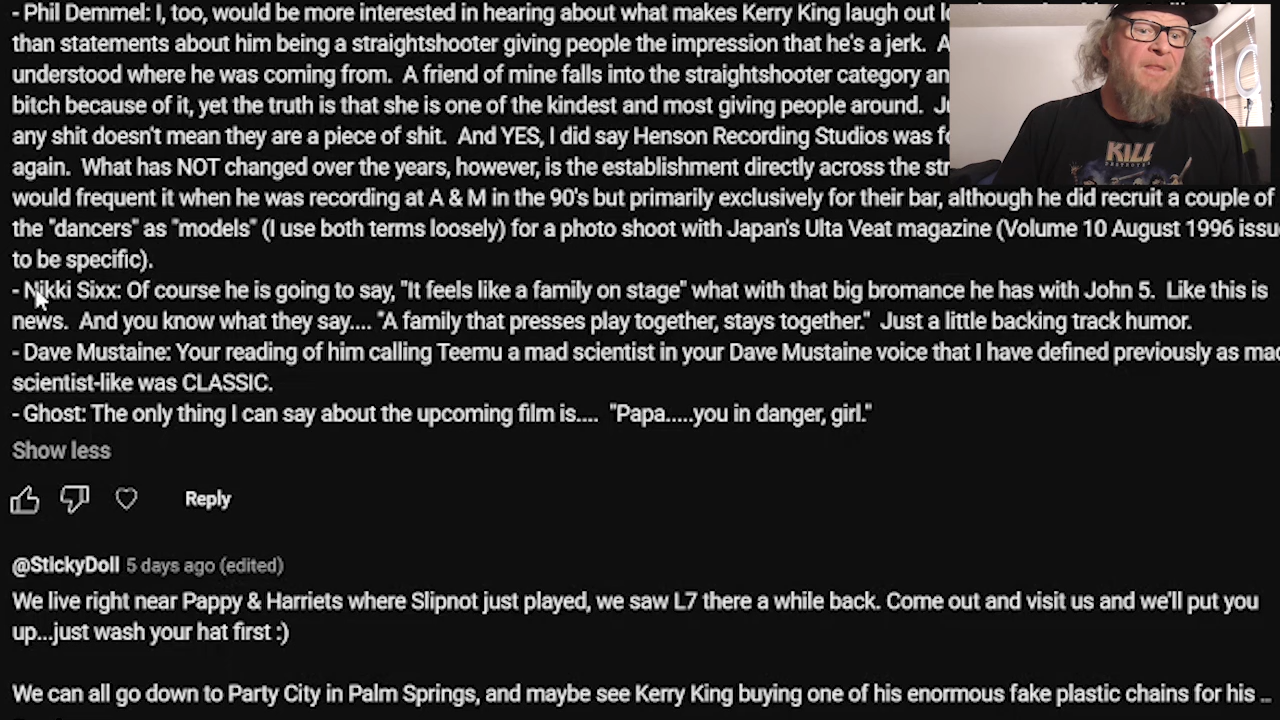 - Phil Demmel: I, too, would be more interested in hearing about what makes Kerry King laugh out
than statements about him being a straightshooter giving people the impression that he's a jerk.
understood where he was coming from.  A friend of mine falls into the straightshooter category
bitch because of it, yet the truth is that she is one of the kindest and most giving people around.
any shit doesn't mean they are a piece of shit.  And YES, I did say Henson Recording Studios was
again.  What has NOT changed over the years, however, is the establishment directly across the
would frequent it when he was recording at A & M in the 90's but primarily exclusively for their bar, although he did recruit a couple of
the "dancers" as "models" (I use both terms loosely) for a photo shoot with Japan's Ulta Veat magazine (Volume 10 August 1996
to be specific).
- Nikki Sixx: Of course he is going to say, "It feels like a family on stage" what with that big bromance he has with John 5.  Like this is
news.  And you know what they say.... "A family that presses play together, stays together."  Just a little backing track humor.
- Dave Mustaine: Your reading of him calling Teemu a mad scientist in your Dave Mustaine voice that I have defined previously as
scientist-like was CLASSIC.
- Ghost: The only thing I can say about the upcoming film is....  "Papa.....you in danger, girl."
Show less
Reply
@StickyDoll 5 days ago (edited)
We live right near Pappy & Harriets where Slipnot just played, we saw L7 there a while back. Come out and visit us and we'll put you
up...just wash your hat first :)
We can all go down to Party City in Palm Springs, and maybe see Kerry King buying one of his enormous fake plastic chains for his ...
KILL